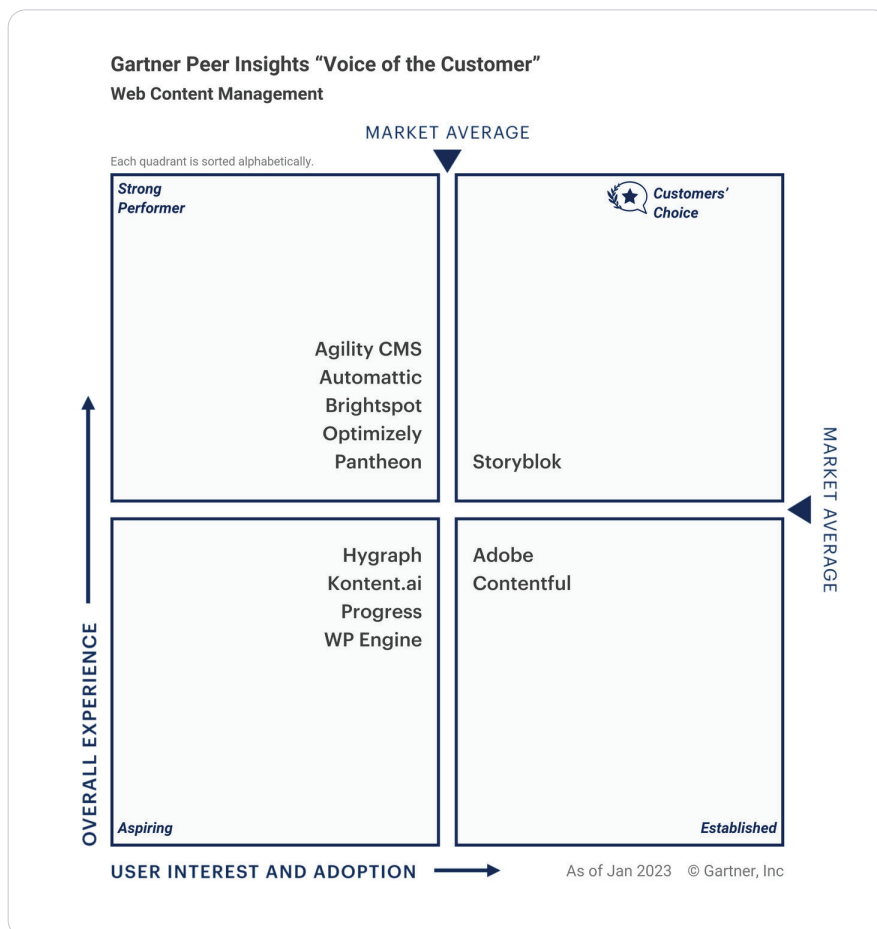 Gartner Peer Insights “Voice of the Customer”
Web Content Management
MARKET AVERAGE
Each quadrant is sorted alphabetically.
Strong
Performer
Customers’
Choice
Agility CMS
Automattic
Brightspot
Optimizely
Pantheon
Storyblok
MARKET AVERAGE
Hygraph
Kontent.ai
Progress
WP Engine
Adobe
Contentful
OVERALL EXPERIENCE
Aspiring
Established
USER INTEREST AND ADOPTION
As of Jan 2023 © Gartner, Inc